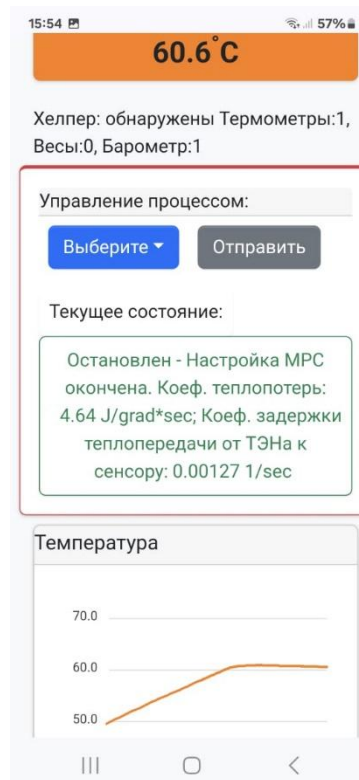 15:54 57%
60.6°C
Хелпер: обнаружены Термометры:1,
Весы:0, Барометр:1
Управление процессом:
Выберите Отправить
Текущее состояние:
Остановлен - Настройка МРС
окончена. Коеф. теплопотерь:
4.64 J/grad*sec; Коеф. задержки
теплопередачи от ТЭНа к
сенсору: 0.00127 1/sec
Температура
70.0
60.0
50.0